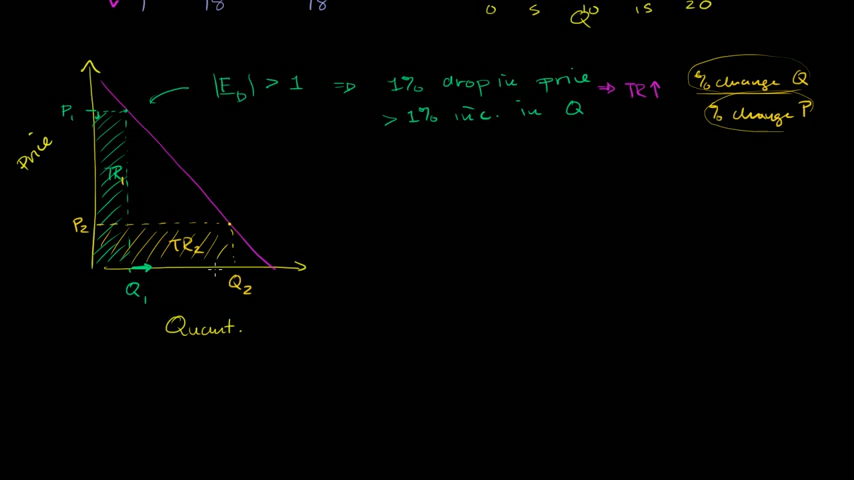 1 18 18
0 5 10 15 20
Q
|E_D| > 1 ⇒ 1% drop in price ⇒ TR↑
> 1% inc. in Q
% change Q
% change P
P₁
Price
TR₁
P₂
TR₂
Q₁
Q₂
Quant.